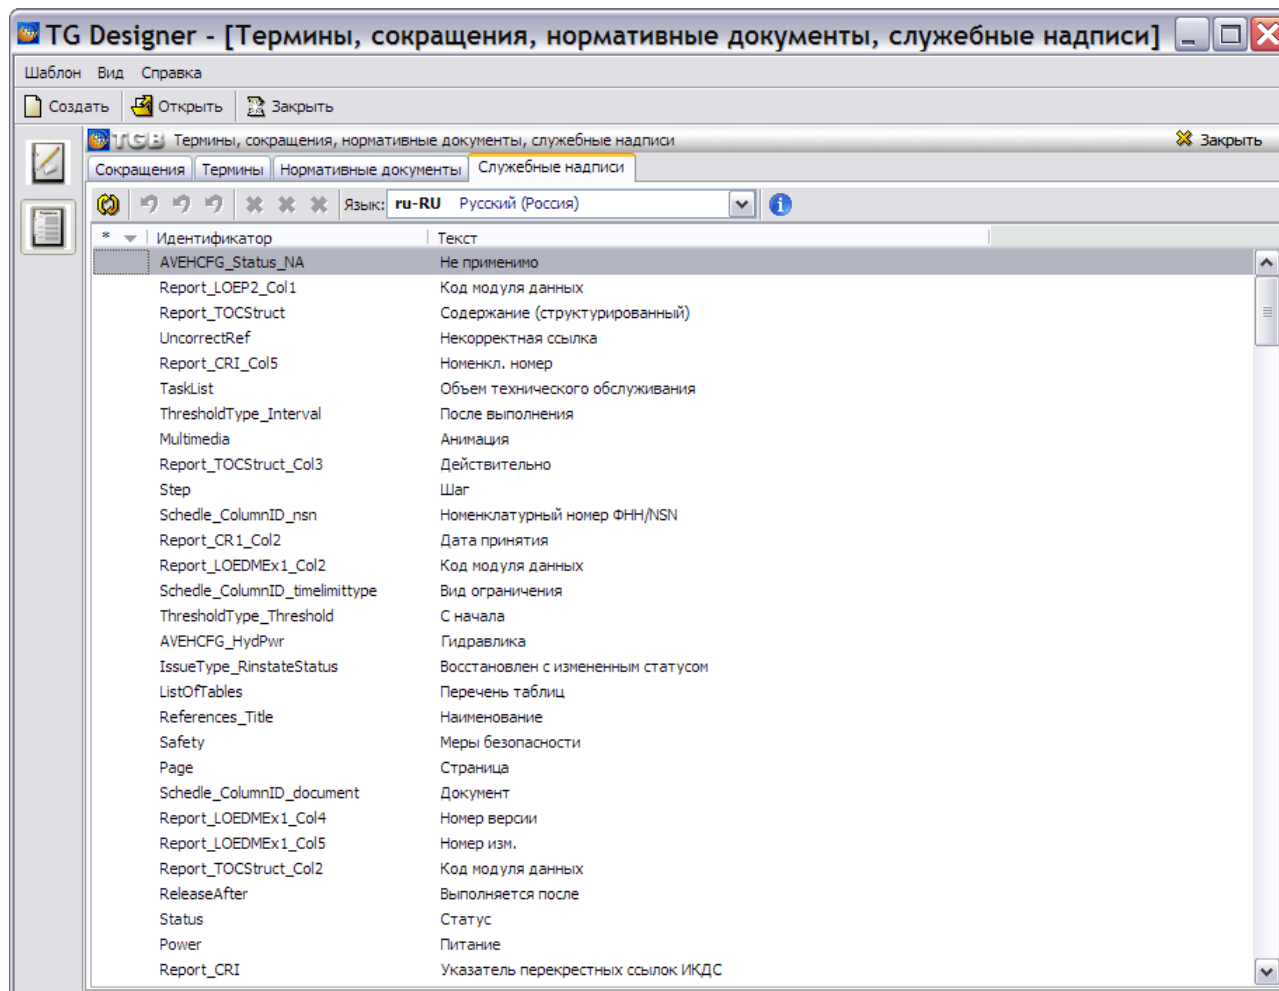 TG Designer - [Термины, сокращения, нормативные документы, служебные надписи]
Шаблон Вид Справка
Создать Открыть Закрыть
TGB Термины, сокращения, нормативные документы, служебные надписи Закрыть
Сокращения Термины Нормативные документы Служебные надписи
Язык: ru-RU Русский (Россия)
* Идентификатор Текст
AVEHCFG_Status_NA Не применимо
Report_LOEP2_Col1 Код модуля данных
Report_TOCStruct Содержание (структурированный)
UncorrectRef Некорректная ссылка
Report_CRI_Col5 Номенкл. номер
TaskList Объем технического обслуживания
ThresholdType_Interval После выполнения
Multimedia Анимация
Report_TOCStruct_Col3 Действительно
Step Шаг
Schedle_ColumnID_nsn Номенклатурный номер ФНН/NSN
Report_CR1_Col2 Дата принятия
Report_LOEDMEx1_Col2 Код модуля данных
Schedle_ColumnID_timelimittype Вид ограничения
ThresholdType_Threshold С начала
AVEHCFG_HydPwr Гидравлика
IssueType_RinstateStatus Восстановлен с измененным статусом
ListOfTables Перечень таблиц
References_Title Наименование
Safety Меры безопасности
Page Страница
Schedle_ColumnID_document Документ
Report_LOEDMEx1_Col4 Номер версии
Report_LOEDMEx1_Col5 Номер изм.
Report_TOCStruct_Col2 Код модуля данных
ReleaseAfter Выполняется после
Status Статус
Power Питание
Report_CRI Указатель перекрестных ссылок ИКДС